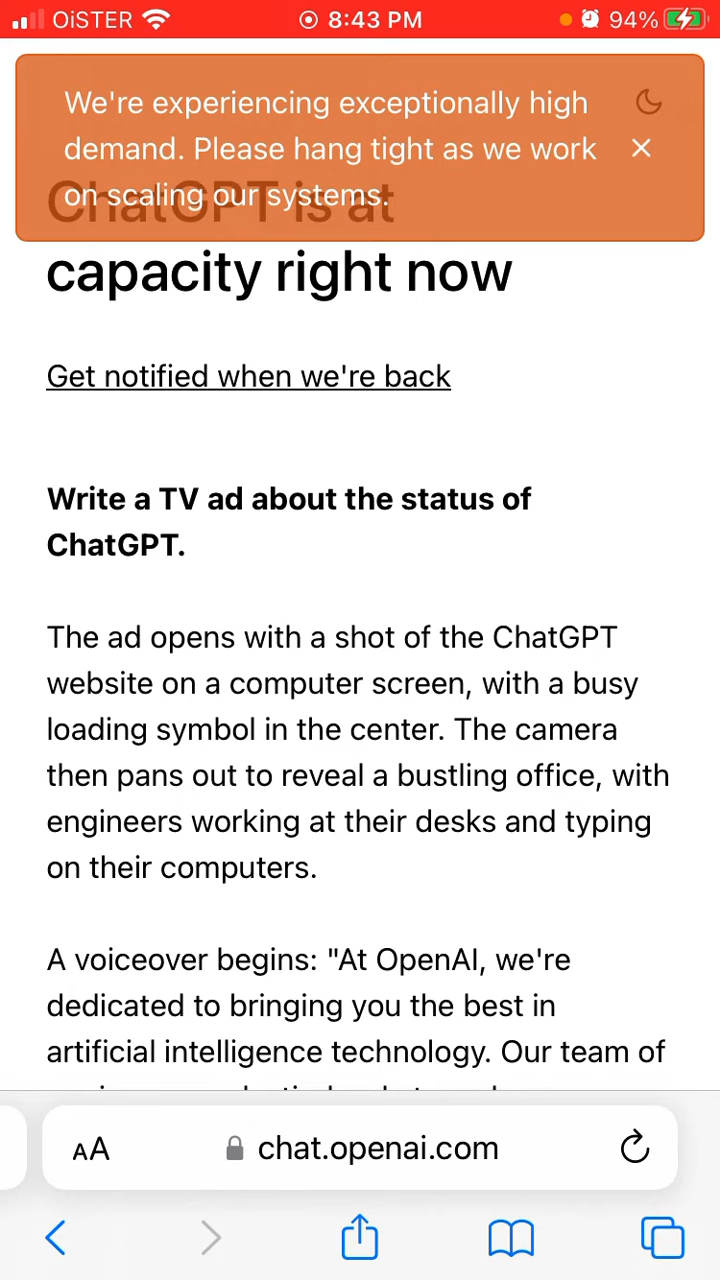 OiSTER 8:43 PM 94%
We're experiencing exceptionally high
demand. Please hang tight as we work
on scaling our systems.
ChatGPT is at
capacity right now
Get notified when we're back
Write a TV ad about the status of
ChatGPT.
The ad opens with a shot of the ChatGPT
website on a computer screen, with a busy
loading symbol in the center. The camera
then pans out to reveal a bustling office, with
engineers working at their desks and typing
on their computers.
A voiceover begins: "At OpenAI, we're
dedicated to bringing you the best in
artificial intelligence technology. Our team of
AA chat.openai.com